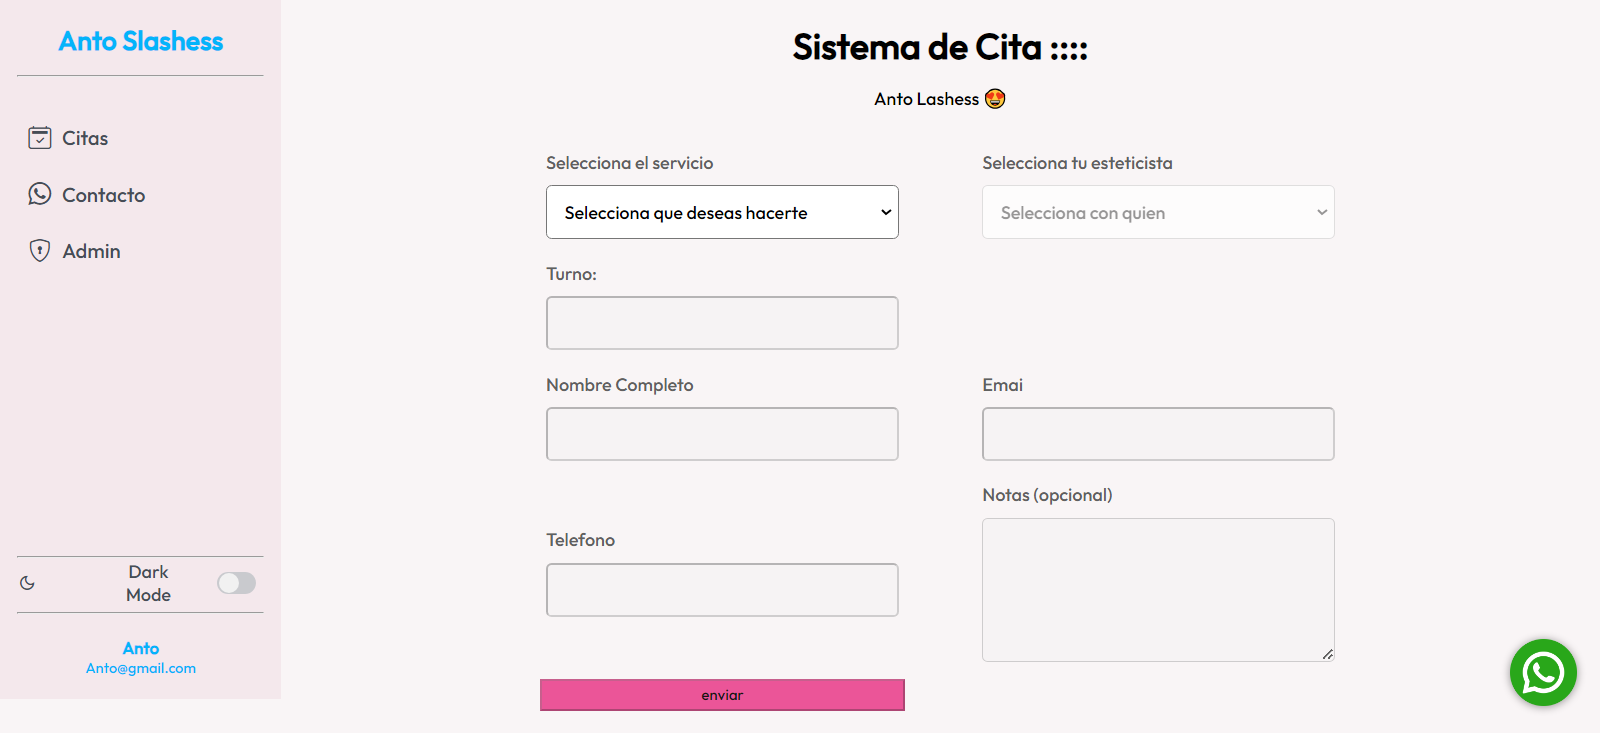 Anto Slashess
Citas
Contacto
Admin
Dark
Mode
Anto
Anto@gmail.com
Sistema de Cita ::::
Anto Lashess 😍
Selecciona el servicio
Selecciona que deseas hacerte
Selecciona tu esteticista
Selecciona con quien
Turno:
Nombre Completo
Emai
Telefono
Notas (opcional)
enviar